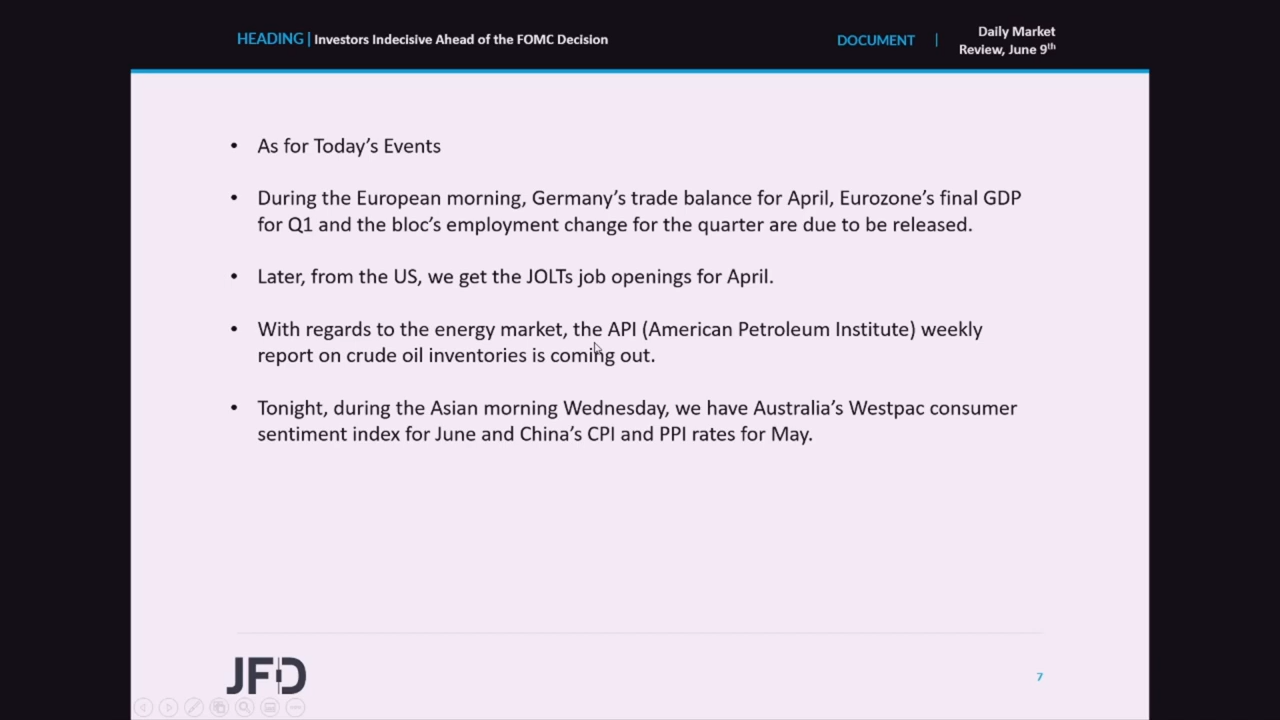 HEADING | Investors Indecisive Ahead of the FOMC Decision
DOCUMENT |
Daily Market
Review, June 9th
• As for Today’s Events
• During the European morning, Germany’s trade balance for April, Eurozone’s final GDP
for Q1 and the bloc’s employment change for the quarter are due to be released.
• Later, from the US, we get the JOLTs job openings for April.
• With regards to the energy market, the API (American Petroleum Institute) weekly
report on crude oil inventories is coming out.
• Tonight, during the Asian morning Wednesday, we have Australia’s Westpac consumer
sentiment index for June and China’s CPI and PPI rates for May.
JFD
7